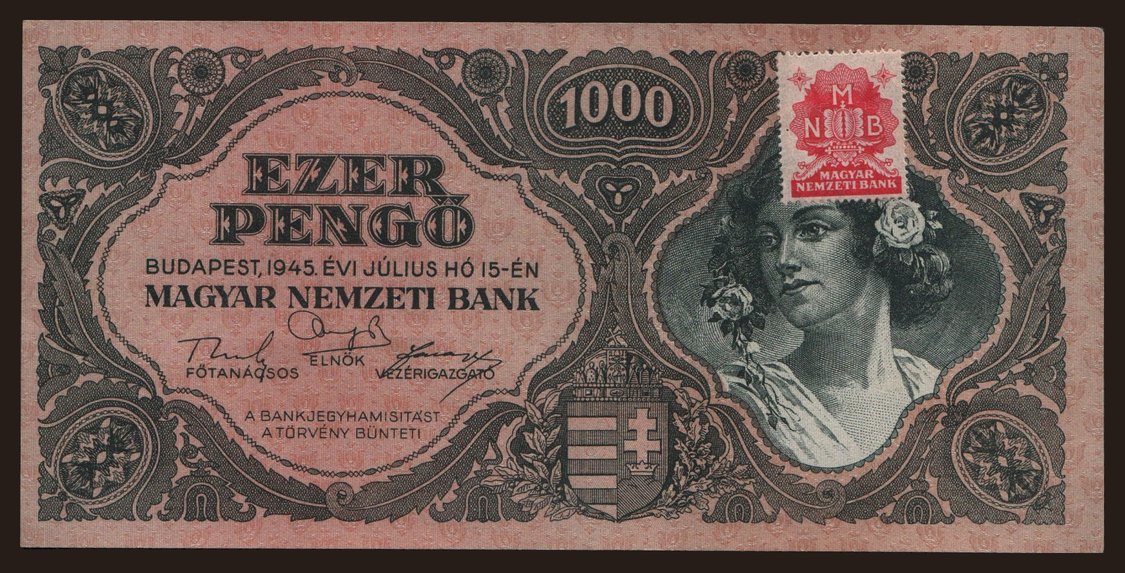 1000
M
N B
MAGYAR
NEMZETI BANK
EZER
PENGŐ
BUDAPEST, 1945. ÉVI JÚLIUS HÓ 15-ÉN
MAGYAR NEMZETI BANK
FŐTANÁCSOS
ELNÖK
VEZÉRIGAZGATÓ
A BANKJEGYHAMISITÁST
A TÖRVÉNY BÜNTETI